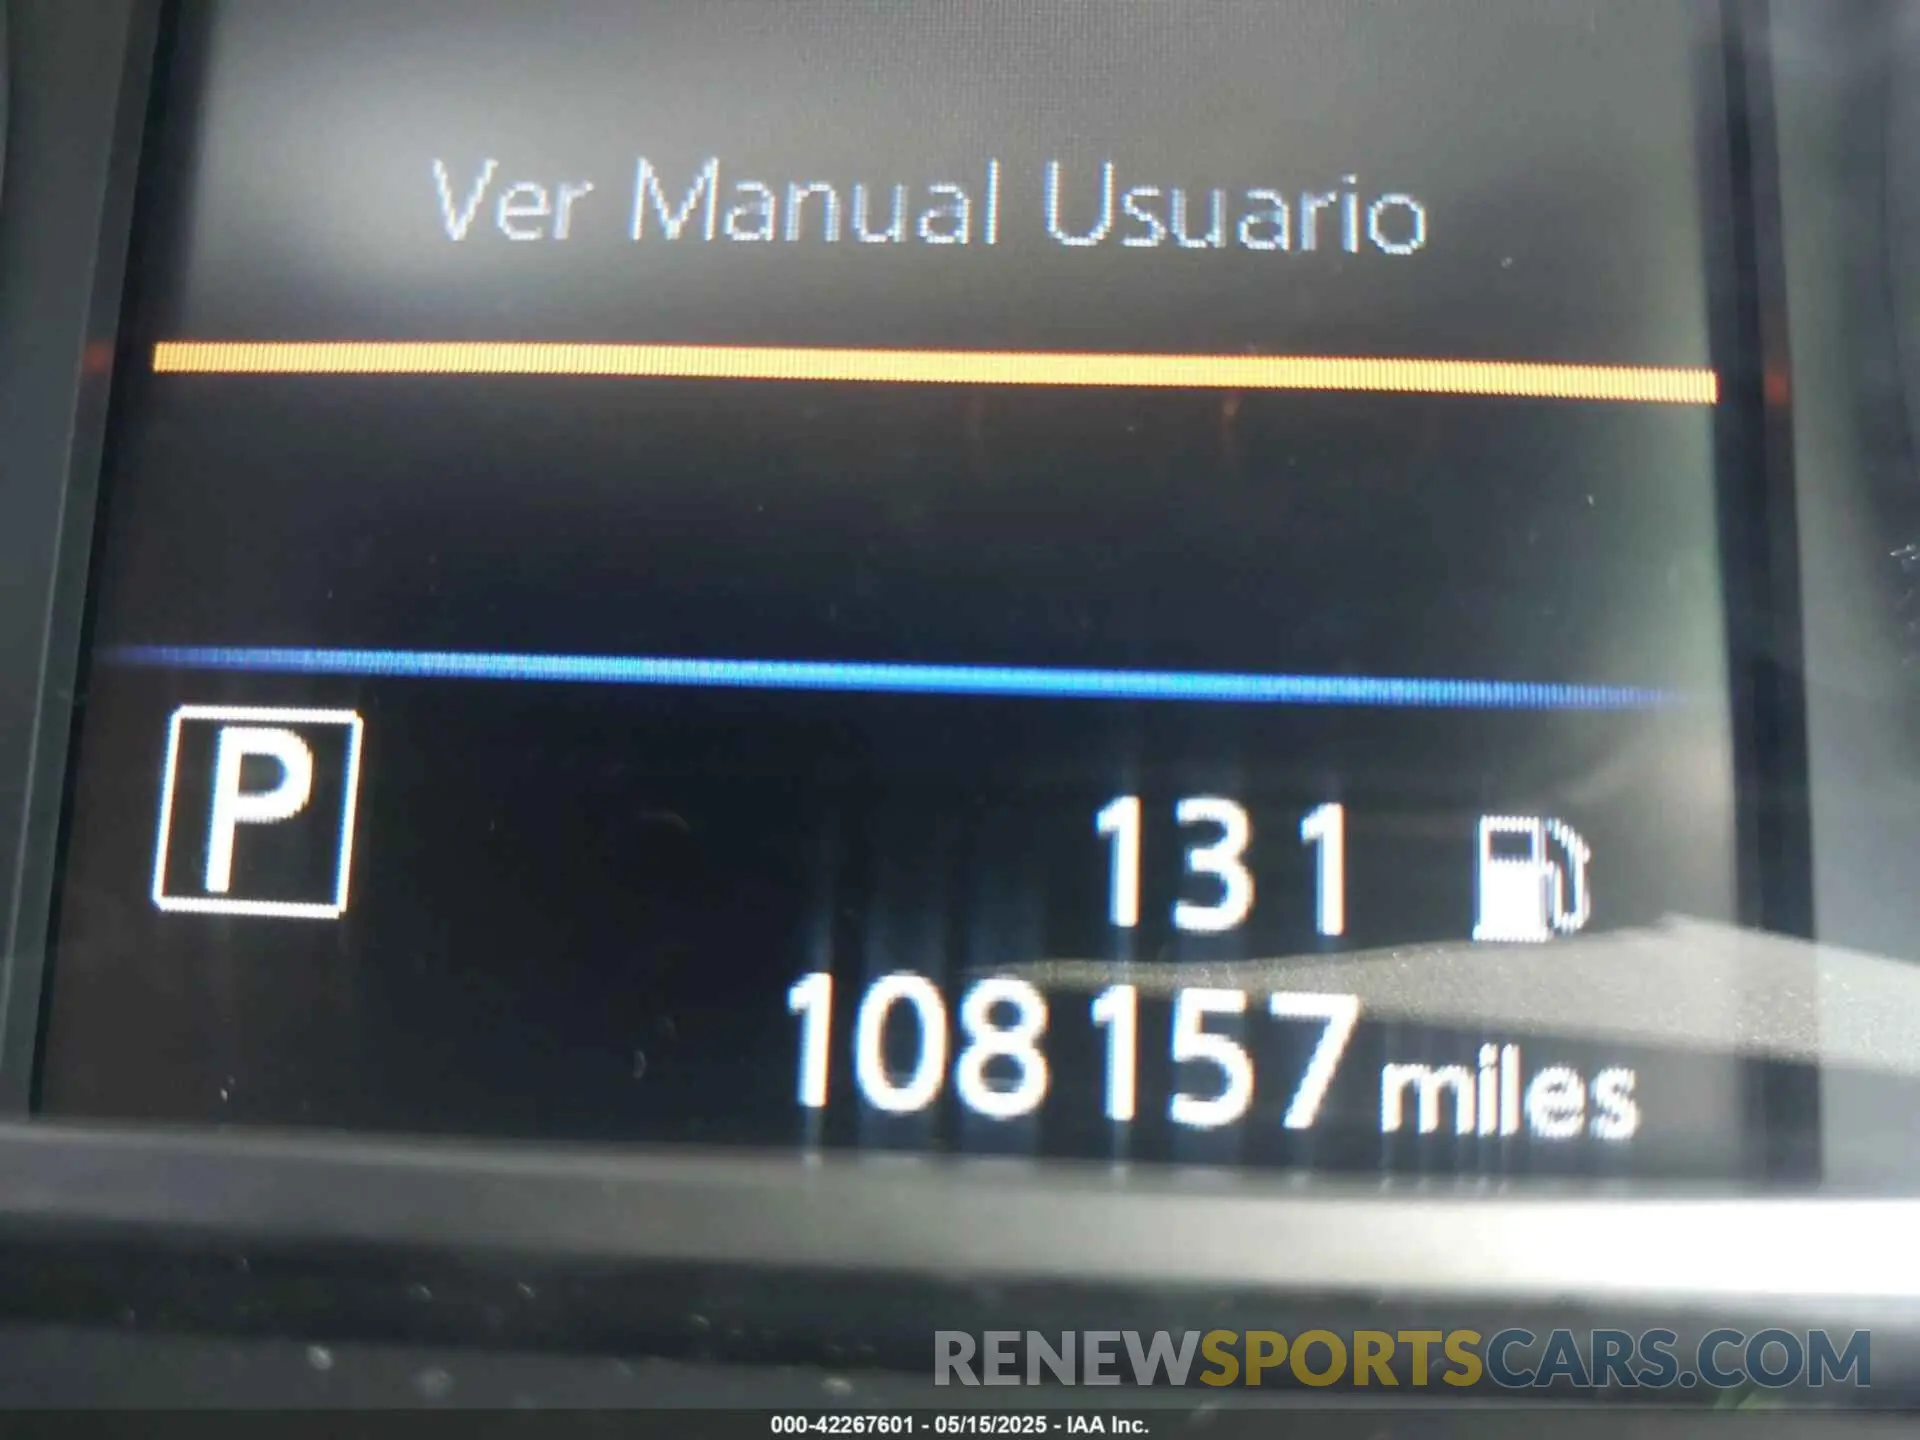 Ver Manual Usuario
P
131
108157 miles
RENEWSPORTSCARS.COM
000-42267601 - 05/15/2025 - IAA Inc.